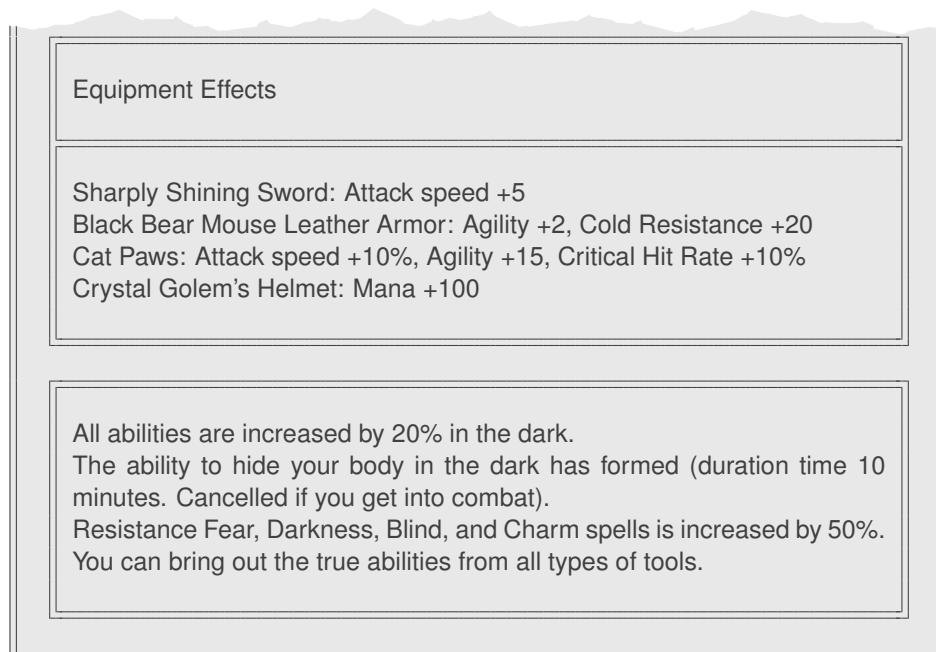 Equipment Effects
Sharply Shining Sword: Attack speed +5
Black Bear Mouse Leather Armor: Agility +2, Cold Resistance +20
Cat Paws: Attack speed +10%, Agility +15, Critical Hit Rate +10%
Crystal Golem's Helmet: Mana +100
All abilities are increased by 20% in the dark.
The ability to hide your body in the dark has formed (duration time 10
minutes. Cancelled if you get into combat).
Resistance Fear, Darkness, Blind, and Charm spells is increased by 50%.
You can bring out the true abilities from all types of tools.